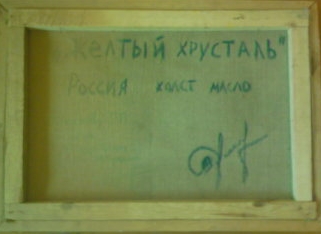 "Желтый хрусталь"
Россия холст масло